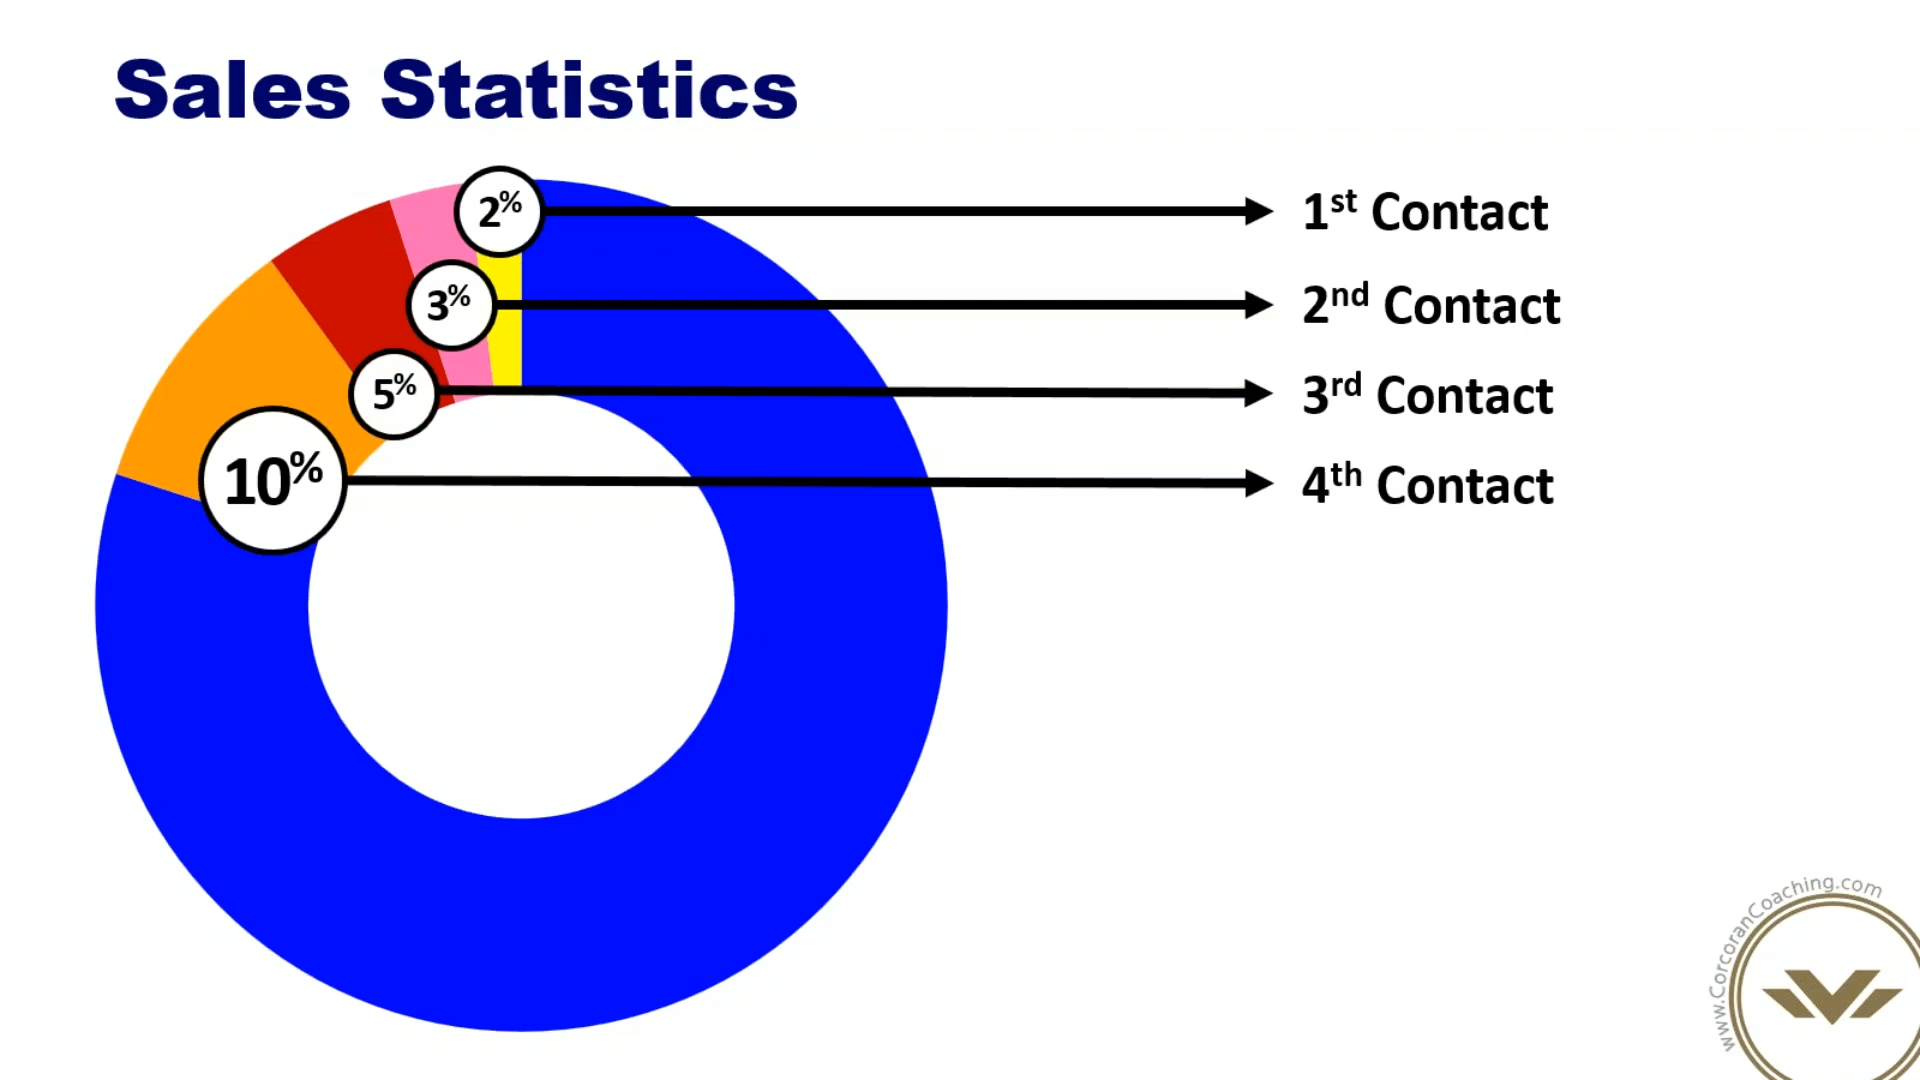 Sales Statistics
2% 1st Contact
3% 2nd Contact
5% 3rd Contact
10% 4th Contact
www.CorcoranCoaching.com